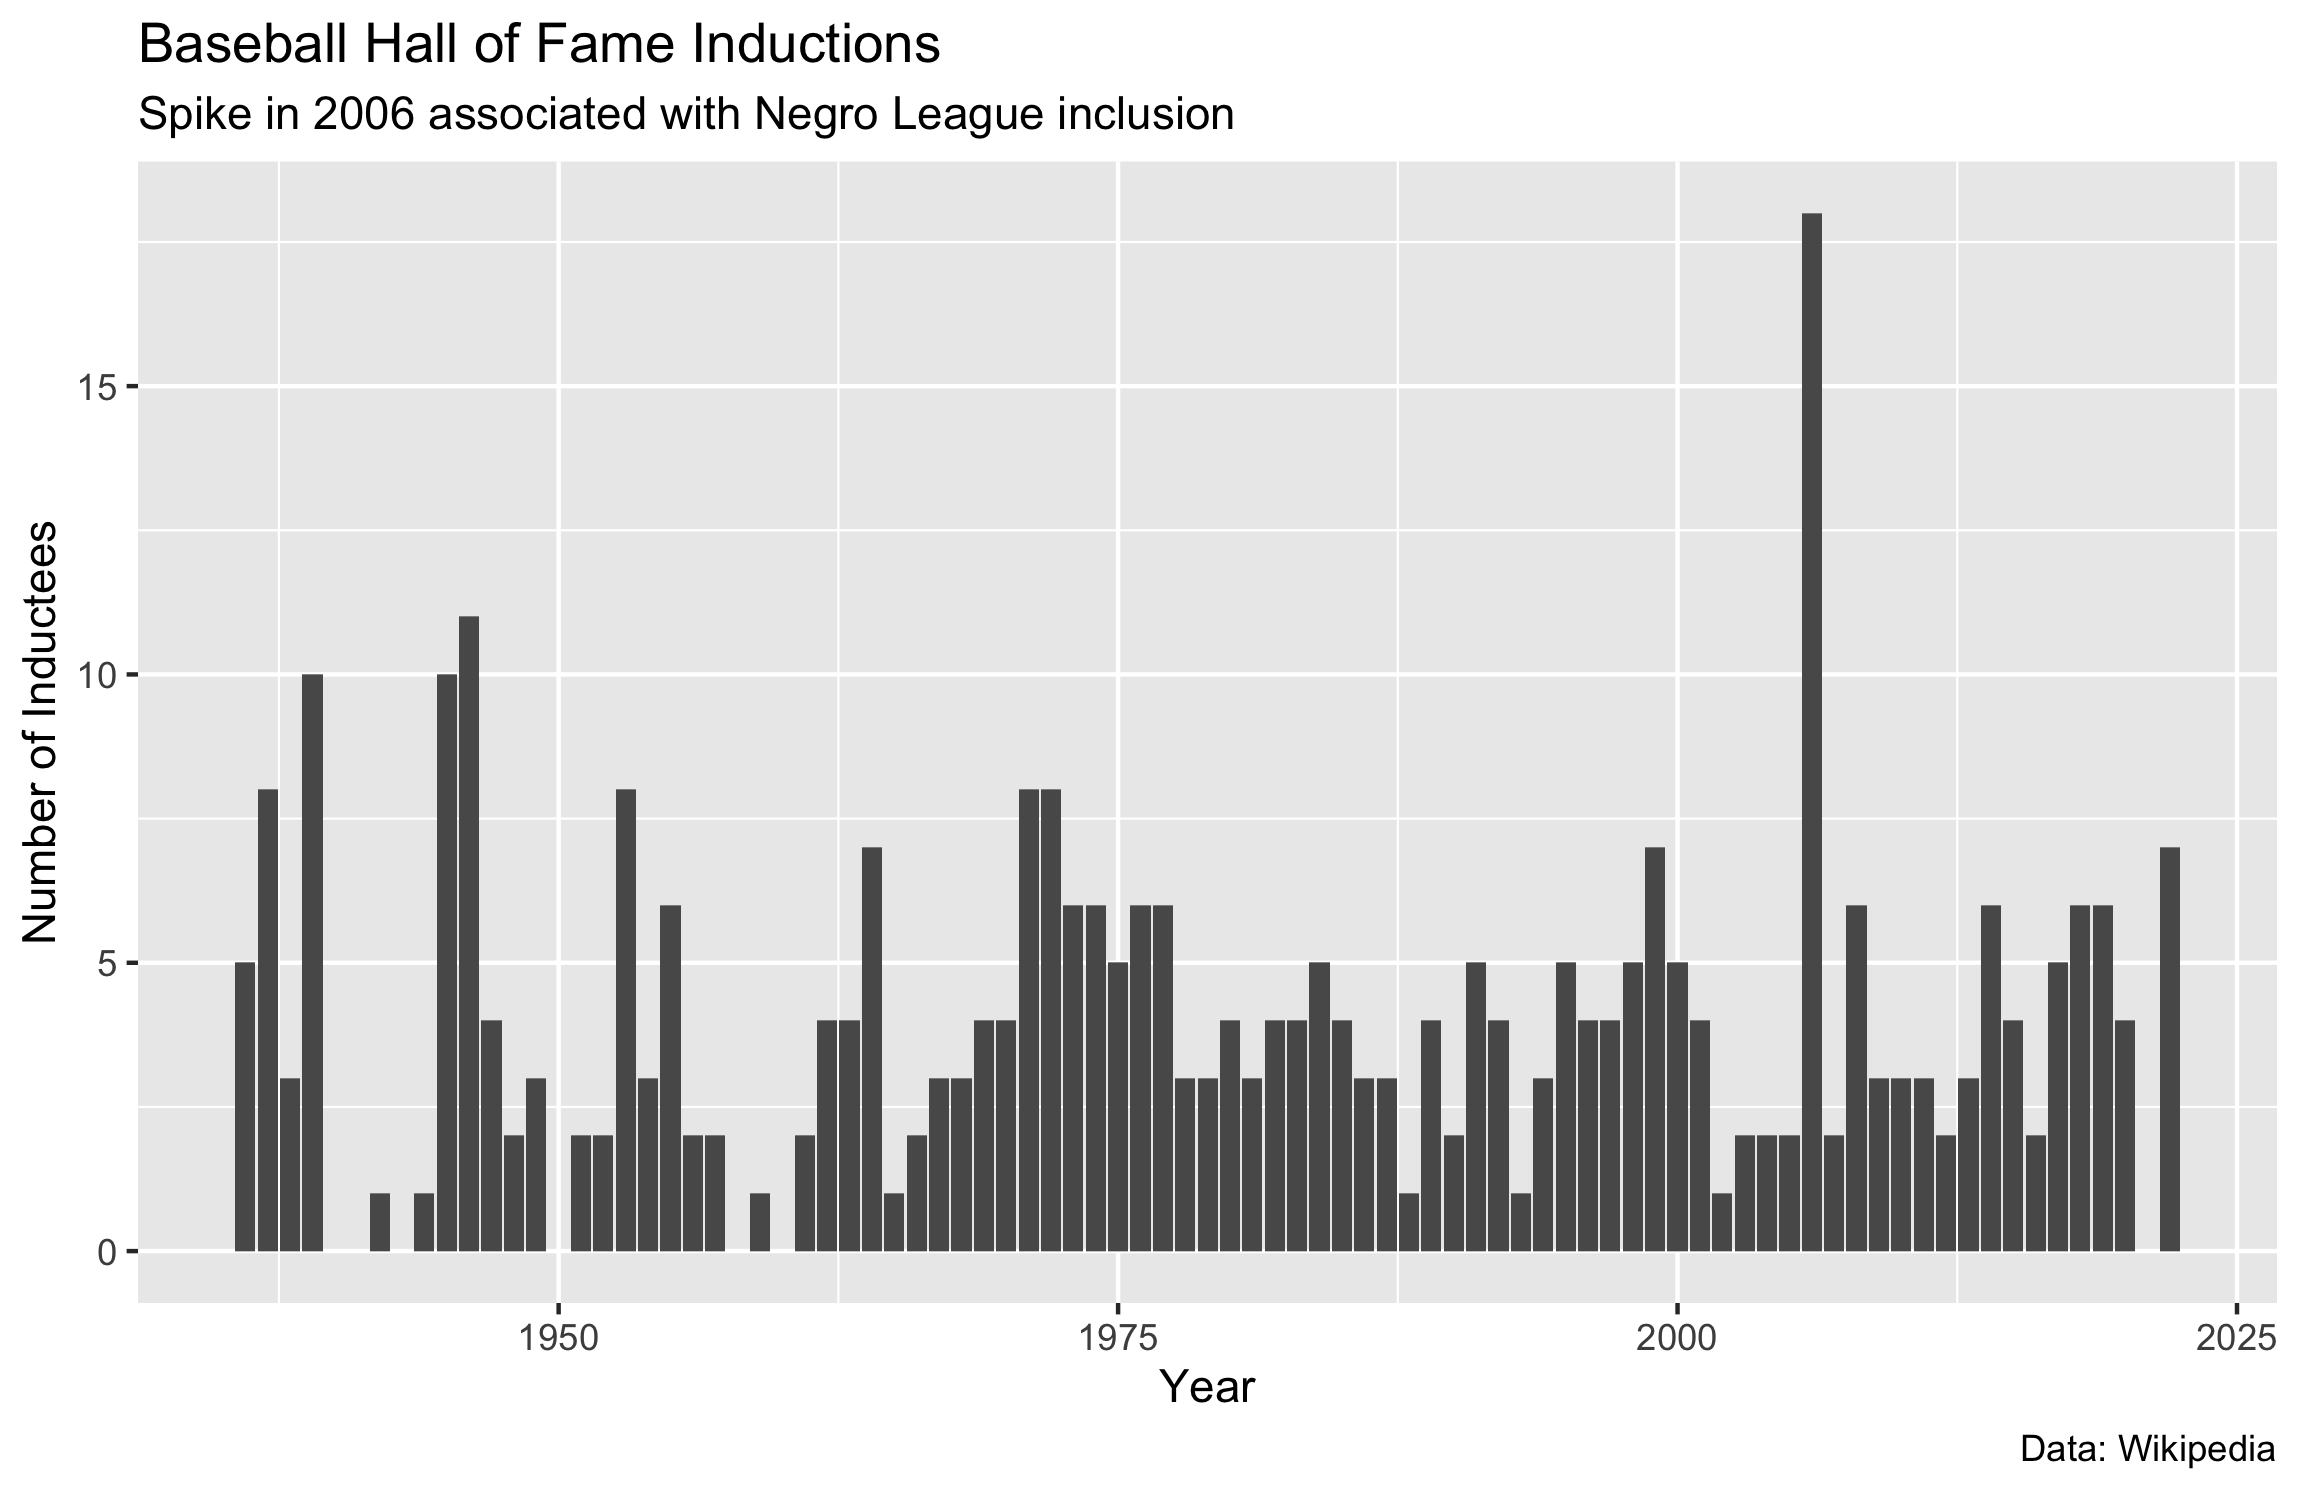 Baseball Hall of Fame Inductions
Spike in 2006 associated with Negro League inclusion
Number of Inductees
15
10
5
0
1950 1975 2000 2025
Year
Data: Wikipedia